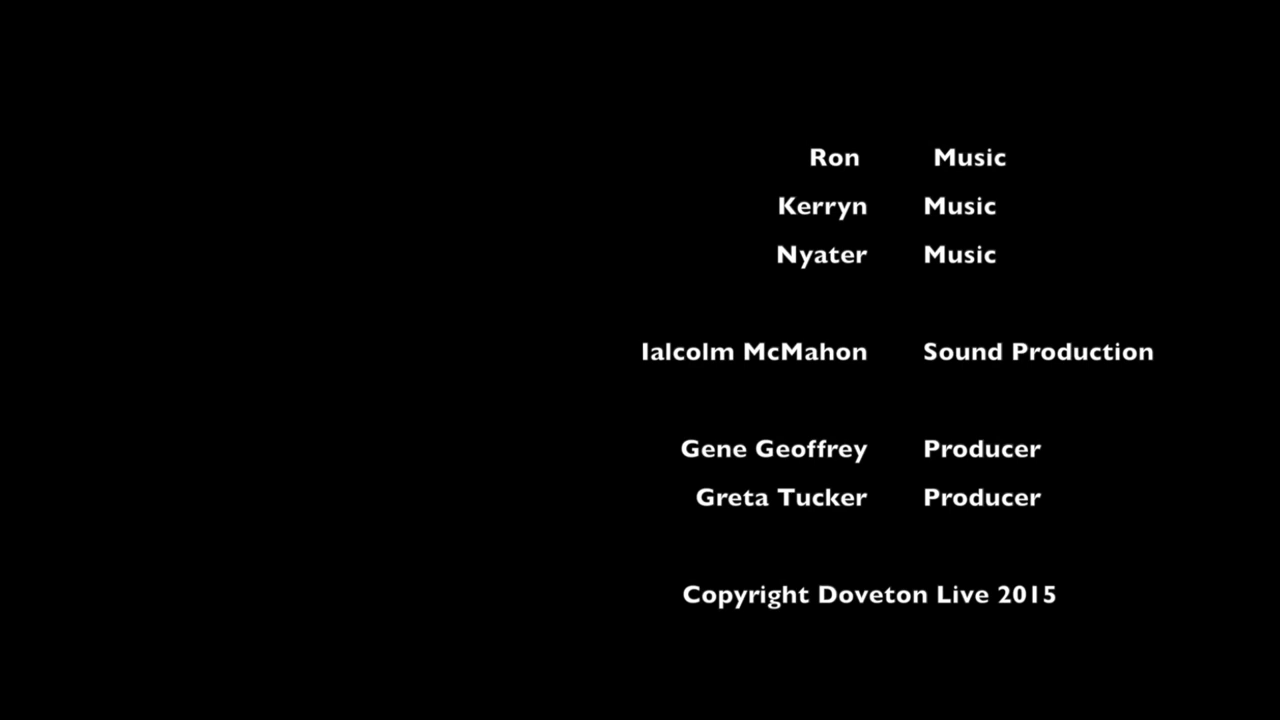 Ron Music
Kerryn Music
Nyater Music
lalcolm McMahon Sound Production
Gene Geoffrey Producer
Greta Tucker Producer
Copyright Doveton Live 2015